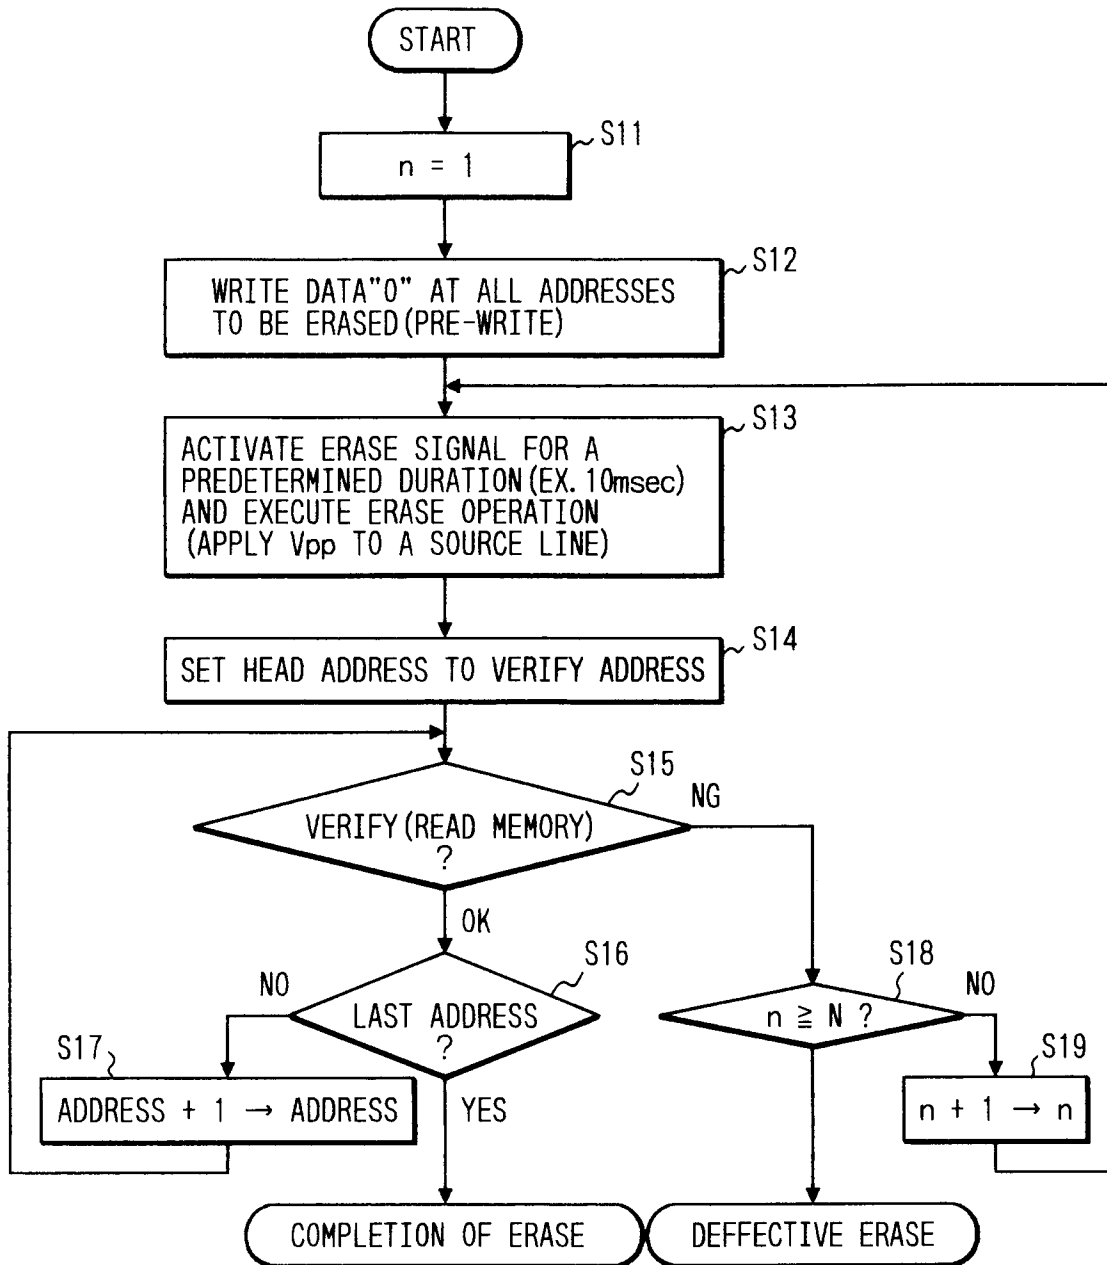 START
S11
n = 1
S12
WRITE DATA"0" AT ALL ADDRESSES
TO BE ERASED(PRE-WRITE)
S13
ACTIVATE ERASE SIGNAL FOR A
PREDETERMINED DURATION(EX.10msec)
AND EXECUTE ERASE OPERATION
(APPLY Vpp TO A SOURCE LINE)
S14
SET HEAD ADDRESS TO VERIFY ADDRESS
S15
NG
VERIFY(READ MEMORY)
?
OK
S16
NO
LAST ADDRESS
?
S18
NO
n ≧ N ?
S17
ADDRESS + 1 → ADDRESS
YES
S19
n + 1 → n
COMPLETION OF ERASE
DEFFECTIVE ERASE